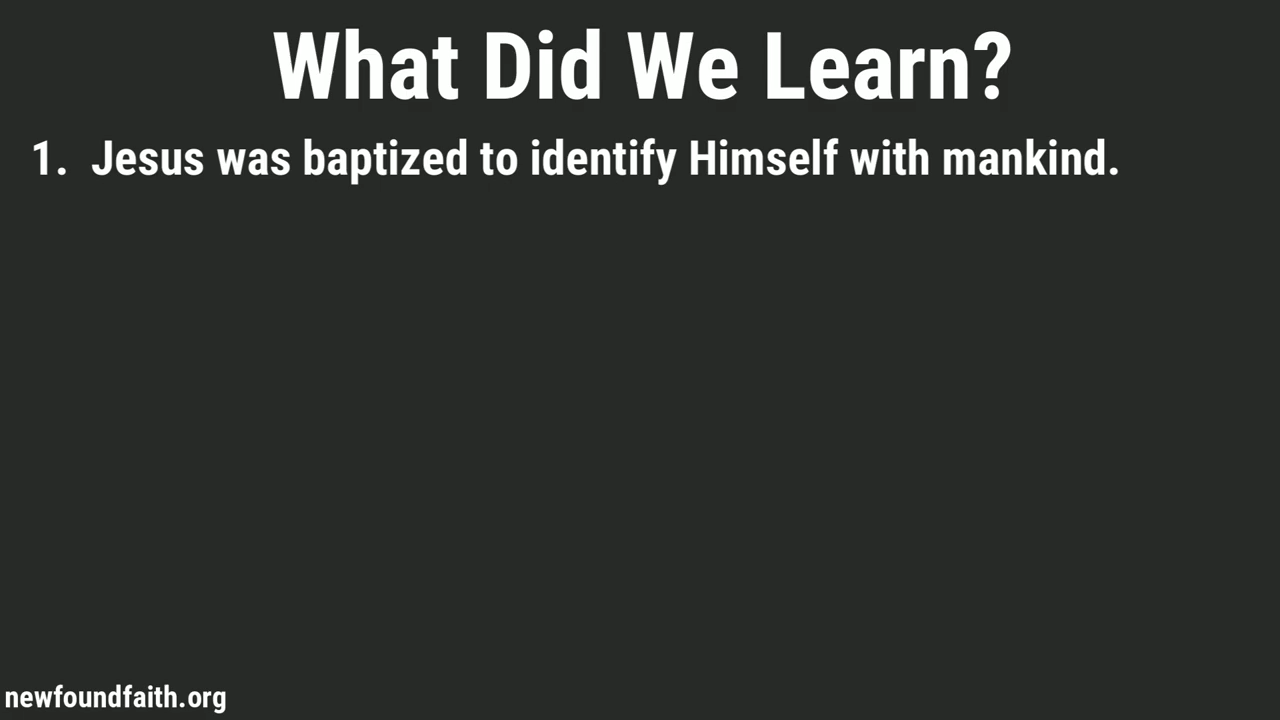 What Did We Learn?
1. Jesus was baptized to identify Himself with mankind.
newfoundfaith.org